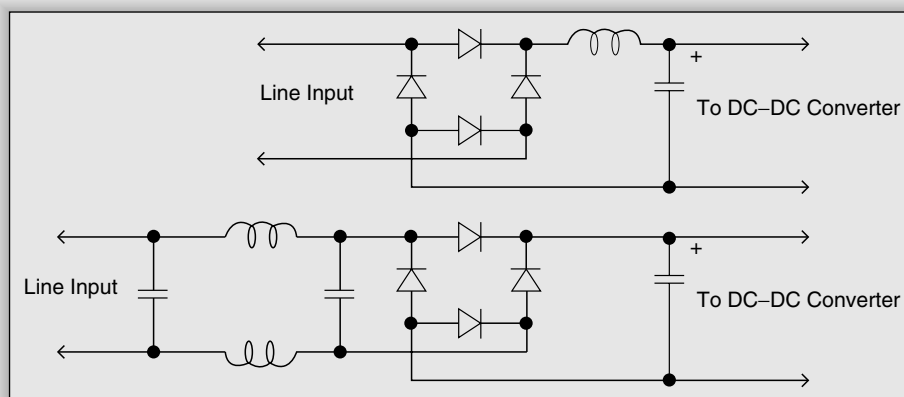 +
Line Input
To DC–DC Converter
+
Line Input
To DC–DC Converter